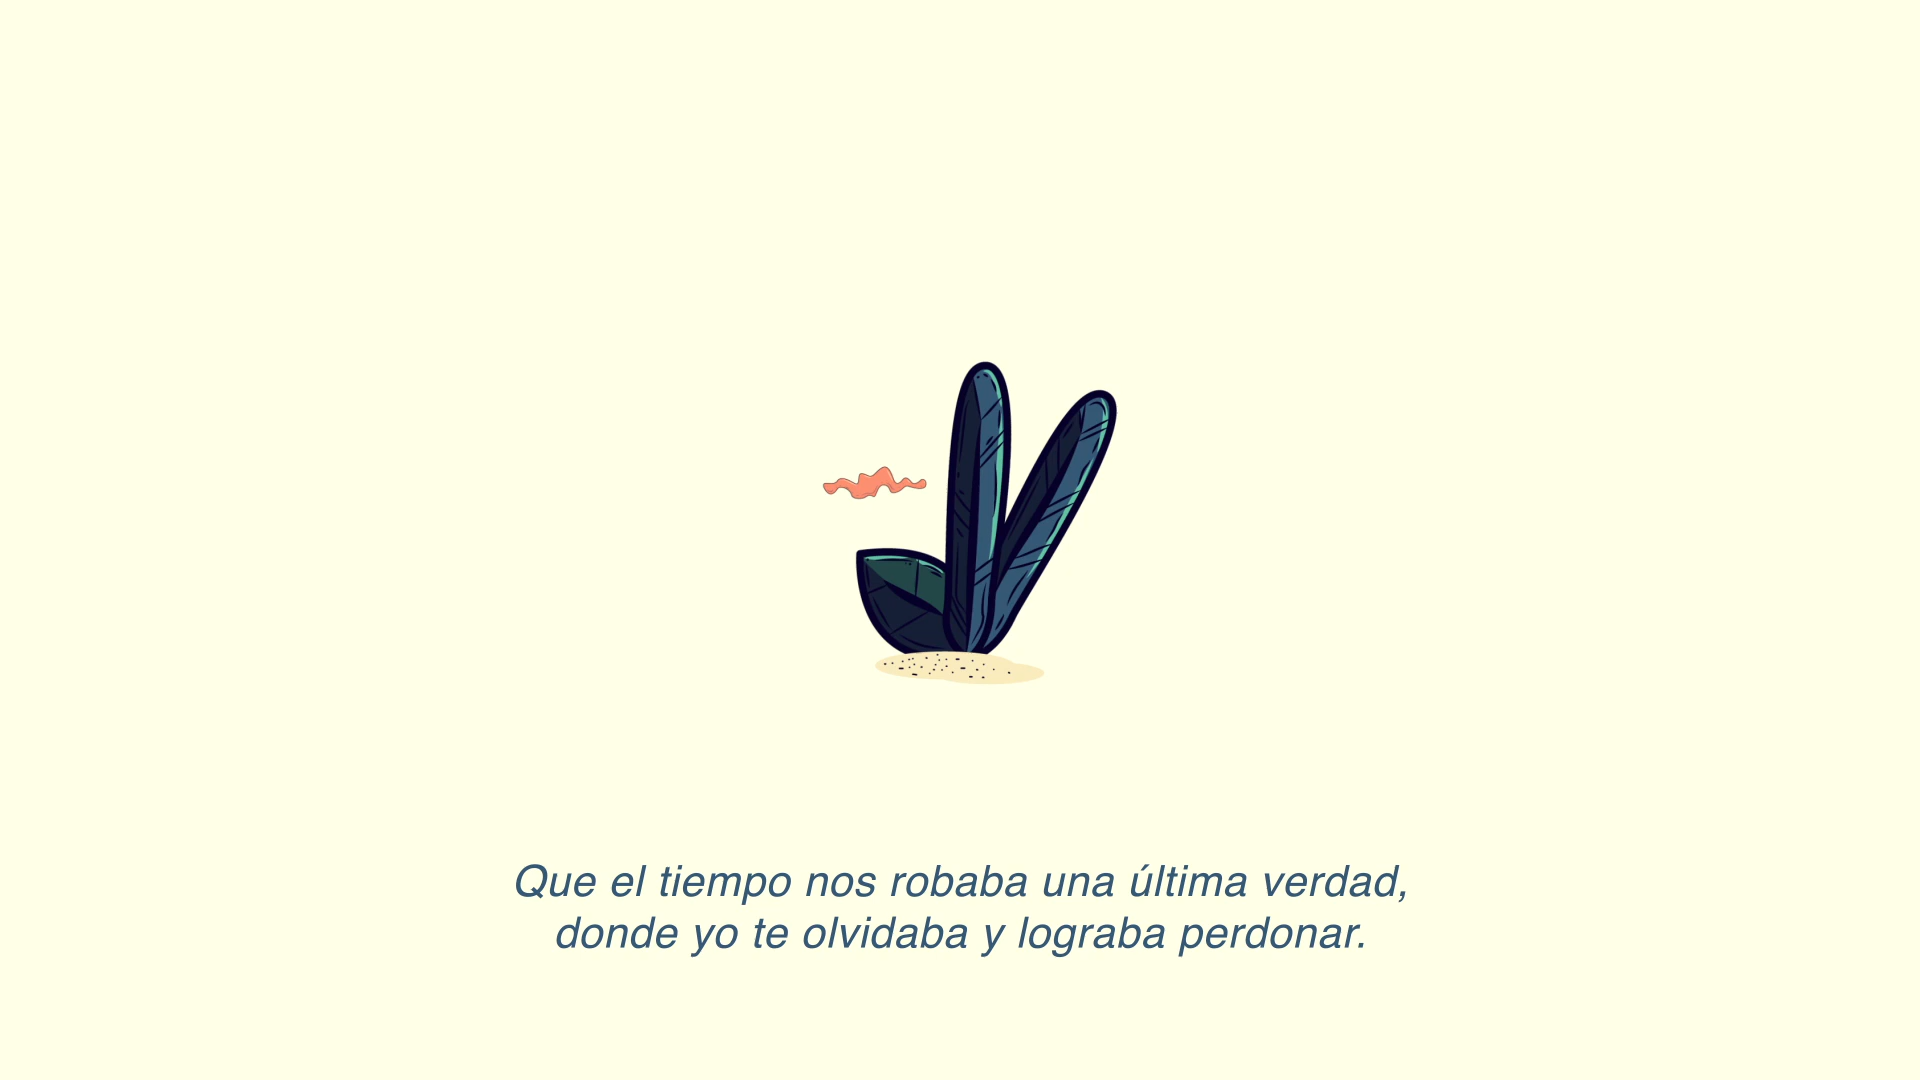 Que el tiempo nos robaba una última verdad,
donde yo te olvidaba y lograba perdonar.